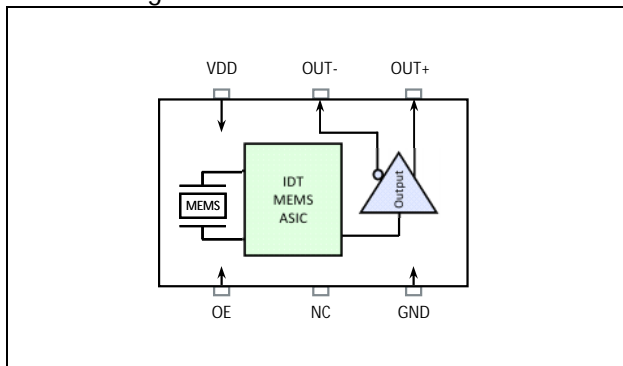 VDD OUT- OUT+
MEMS
IDT
MEMS
ASIC
Output
OE NC GND